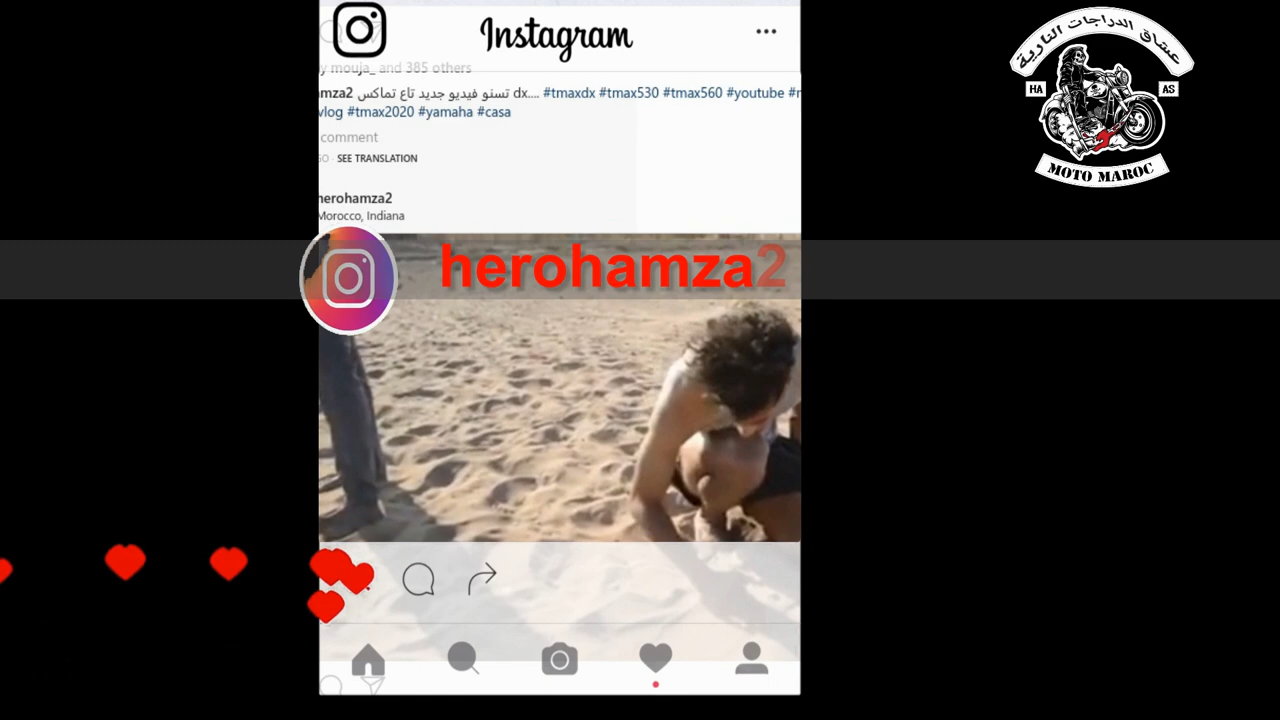 Instagram
y mouja_ and 385 others
mza2 تسنو فيديو جديد تاع تماكس dx.... #tmaxdx #tmax530 #tmax560 #youtube #
vlog #tmax2020 #yamaha #casa
comment
GO · SEE TRANSLATION
herohamza2
Morocco, Indiana
herohamza2
عشاق الدراجات النارية
HA AS
MOTO MAROC